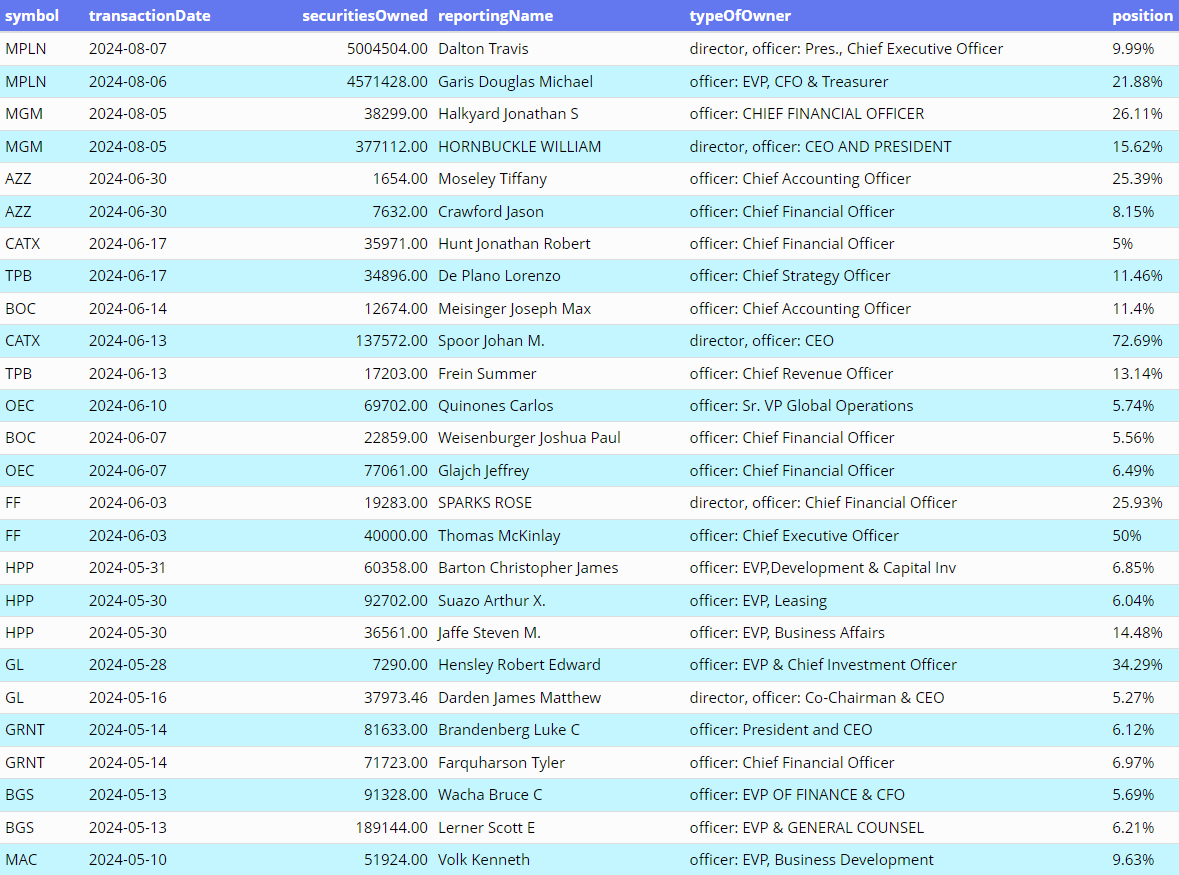 symbol transactionDate securitiesOwned reportingName typeOfOwner position
MPLN 2024-08-07 5004504.00 Dalton Travis director, officer: Pres., Chief Executive Officer 9.99%
MPLN 2024-08-06 4571428.00 Garis Douglas Michael officer: EVP, CFO & Treasurer 21.88%
MGM 2024-08-05 38299.00 Halkyard Jonathan S officer: CHIEF FINANCIAL OFFICER 26.11%
MGM 2024-08-05 377112.00 HORNBUCKLE WILLIAM director, officer: CEO AND PRESIDENT 15.62%
AZZ 2024-06-30 1654.00 Moseley Tiffany officer: Chief Accounting Officer 25.39%
AZZ 2024-06-30 7632.00 Crawford Jason officer: Chief Financial Officer 8.15%
CATX 2024-06-17 35971.00 Hunt Jonathan Robert officer: Chief Financial Officer 5%
TPB 2024-06-17 34896.00 De Plano Lorenzo officer: Chief Strategy Officer 11.46%
BOC 2024-06-14 12674.00 Meisinger Joseph Max officer: Chief Accounting Officer 11.4%
CATX 2024-06-13 137572.00 Spoor Johan M. director, officer: CEO 72.69%
TPB 2024-06-13 17203.00 Frein Summer officer: Chief Revenue Officer 13.14%
OEC 2024-06-10 69702.00 Quinones Carlos officer: Sr. VP Global Operations 5.74%
BOC 2024-06-07 22859.00 Weisenburger Joshua Paul officer: Chief Financial Officer 5.56%
OEC 2024-06-07 77061.00 Glajch Jeffrey officer: Chief Financial Officer 6.49%
FF 2024-06-03 19283.00 SPARKS ROSE director, officer: Chief Financial Officer 25.93%
FF 2024-06-03 40000.00 Thomas McKinlay officer: Chief Executive Officer 50%
HPP 2024-05-31 60358.00 Barton Christopher James officer: EVP,Development & Capital Inv 6.85%
HPP 2024-05-30 92702.00 Suazo Arthur X. officer: EVP, Leasing 6.04%
HPP 2024-05-30 36561.00 Jaffe Steven M. officer: EVP, Business Affairs 14.48%
GL 2024-05-28 7290.00 Hensley Robert Edward officer: EVP & Chief Investment Officer 34.29%
GL 2024-05-16 37973.46 Darden James Matthew director, officer: Co-Chairman & CEO 5.27%
GRNT 2024-05-14 81633.00 Brandenberg Luke C officer: President and CEO 6.12%
GRNT 2024-05-14 71723.00 Farquharson Tyler officer: Chief Financial Officer 6.97%
BGS 2024-05-13 91328.00 Wacha Bruce C officer: EVP OF FINANCE & CFO 5.69%
BGS 2024-05-13 189144.00 Lerner Scott E officer: EVP & GENERAL COUNSEL 6.21%
MAC 2024-05-10 51924.00 Volk Kenneth officer: EVP, Business Development 9.63%